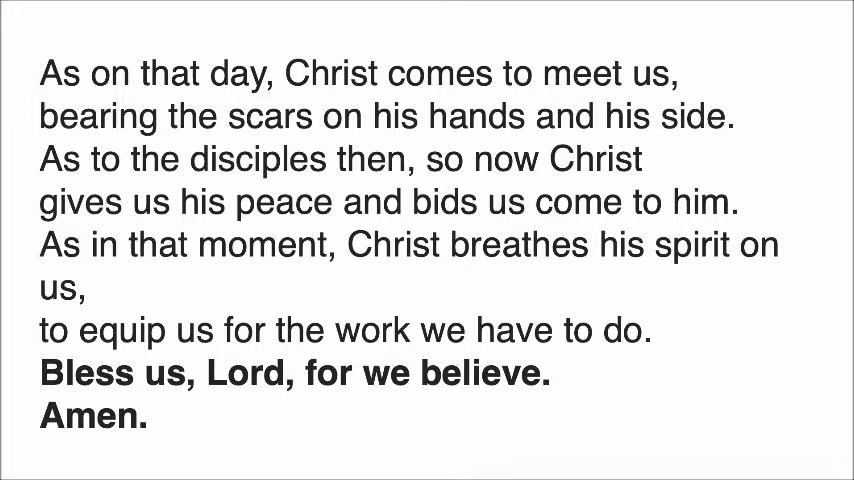 As on that day, Christ comes to meet us,
bearing the scars on his hands and his side.
As to the disciples then, so now Christ
gives us his peace and bids us come to him.
As in that moment, Christ breathes his spirit on
us,
to equip us for the work we have to do.
Bless us, Lord, for we believe.
Amen.